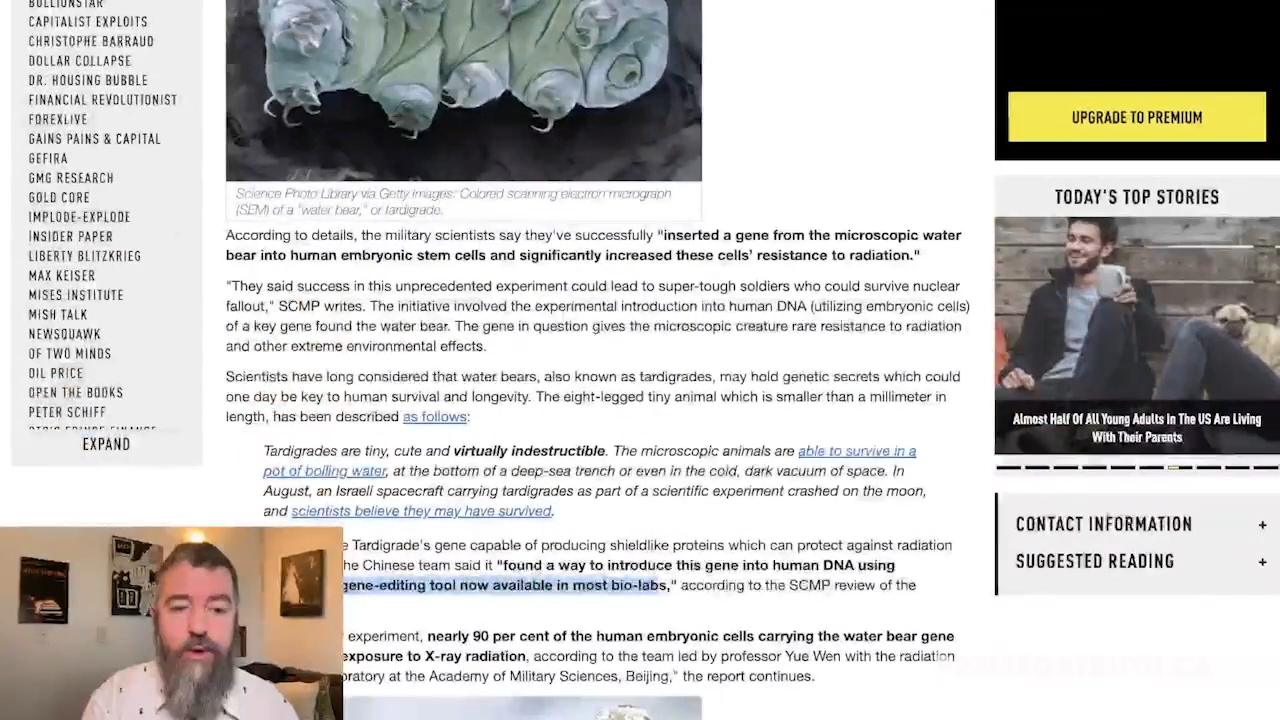 BULLIONSTAR
CAPITALIST EXPLOITS
CHRISTOPHE BARRAUD
DOLLAR COLLAPSE
DR. HOUSING BUBBLE
FINANCIAL REVOLUTIONIST
FOREXLIVE
GAINS PAINS & CAPITAL
GEFIRA
GMG RESEARCH
GOLD CORE
IMPLODE-EXPLODE
INSIDER PAPER
LIBERTY BLITZKRIEG
MAX KEISER
MISES INSTITUTE
MISH TALK
NEWSQUAWK
OF TWO MINDS
OIL PRICE
OPEN THE BOOKS
PETER SCHIFF
EXPAND
Science Photo Library via Getty Images: Colored scanning electron micrograph
(SEM) of a "water bear," or tardigrade.
According to details, the military scientists say they've successfully "inserted a gene from the microscopic water
bear into human embryonic stem cells and significantly increased these cells' resistance to radiation."
"They said success in this unprecedented experiment could lead to super-tough soldiers who could survive nuclear
fallout," SCMP writes. The initiative involved the experimental introduction into human DNA (utilizing embryonic cells)
of a key gene found the water bear. The gene in question gives the microscopic creature rare resistance to radiation
and other extreme environmental effects.
Scientists have long considered that water bears, also known as tardigrades, may hold genetic secrets which could
one day be key to human survival and longevity. The eight-legged tiny animal which is smaller than a millimeter in
length, has been described as follows:
Tardigrades are tiny, cute and virtually indestructible. The microscopic animals are able to survive in a
pot of boiling water, at the bottom of a deep-sea trench or even in the cold, dark vacuum of space. In
August, an Israeli spacecraft carrying tardigrades as part of a scientific experiment crashed on the moon,
and scientists believe they may have survived.
e Tardigrade's gene capable of producing shieldlike proteins which can protect against radiation
he Chinese team said it "found a way to introduce this gene into human DNA using
gene-editing tool now available in most bio-labs," according to the SCMP review of the
experiment, nearly 90 per cent of the human embryonic cells carrying the water bear gene
exposure to X-ray radiation, according to the team led by professor Yue Wen with the radiation
oratory at the Academy of Military Sciences, Beijing," the report continues.
UPGRADE TO PREMIUM
TODAY'S TOP STORIES
Almost Half Of All Young Adults In The US Are Living
With Their Parents
CONTACT INFORMATION +
SUGGESTED READING +